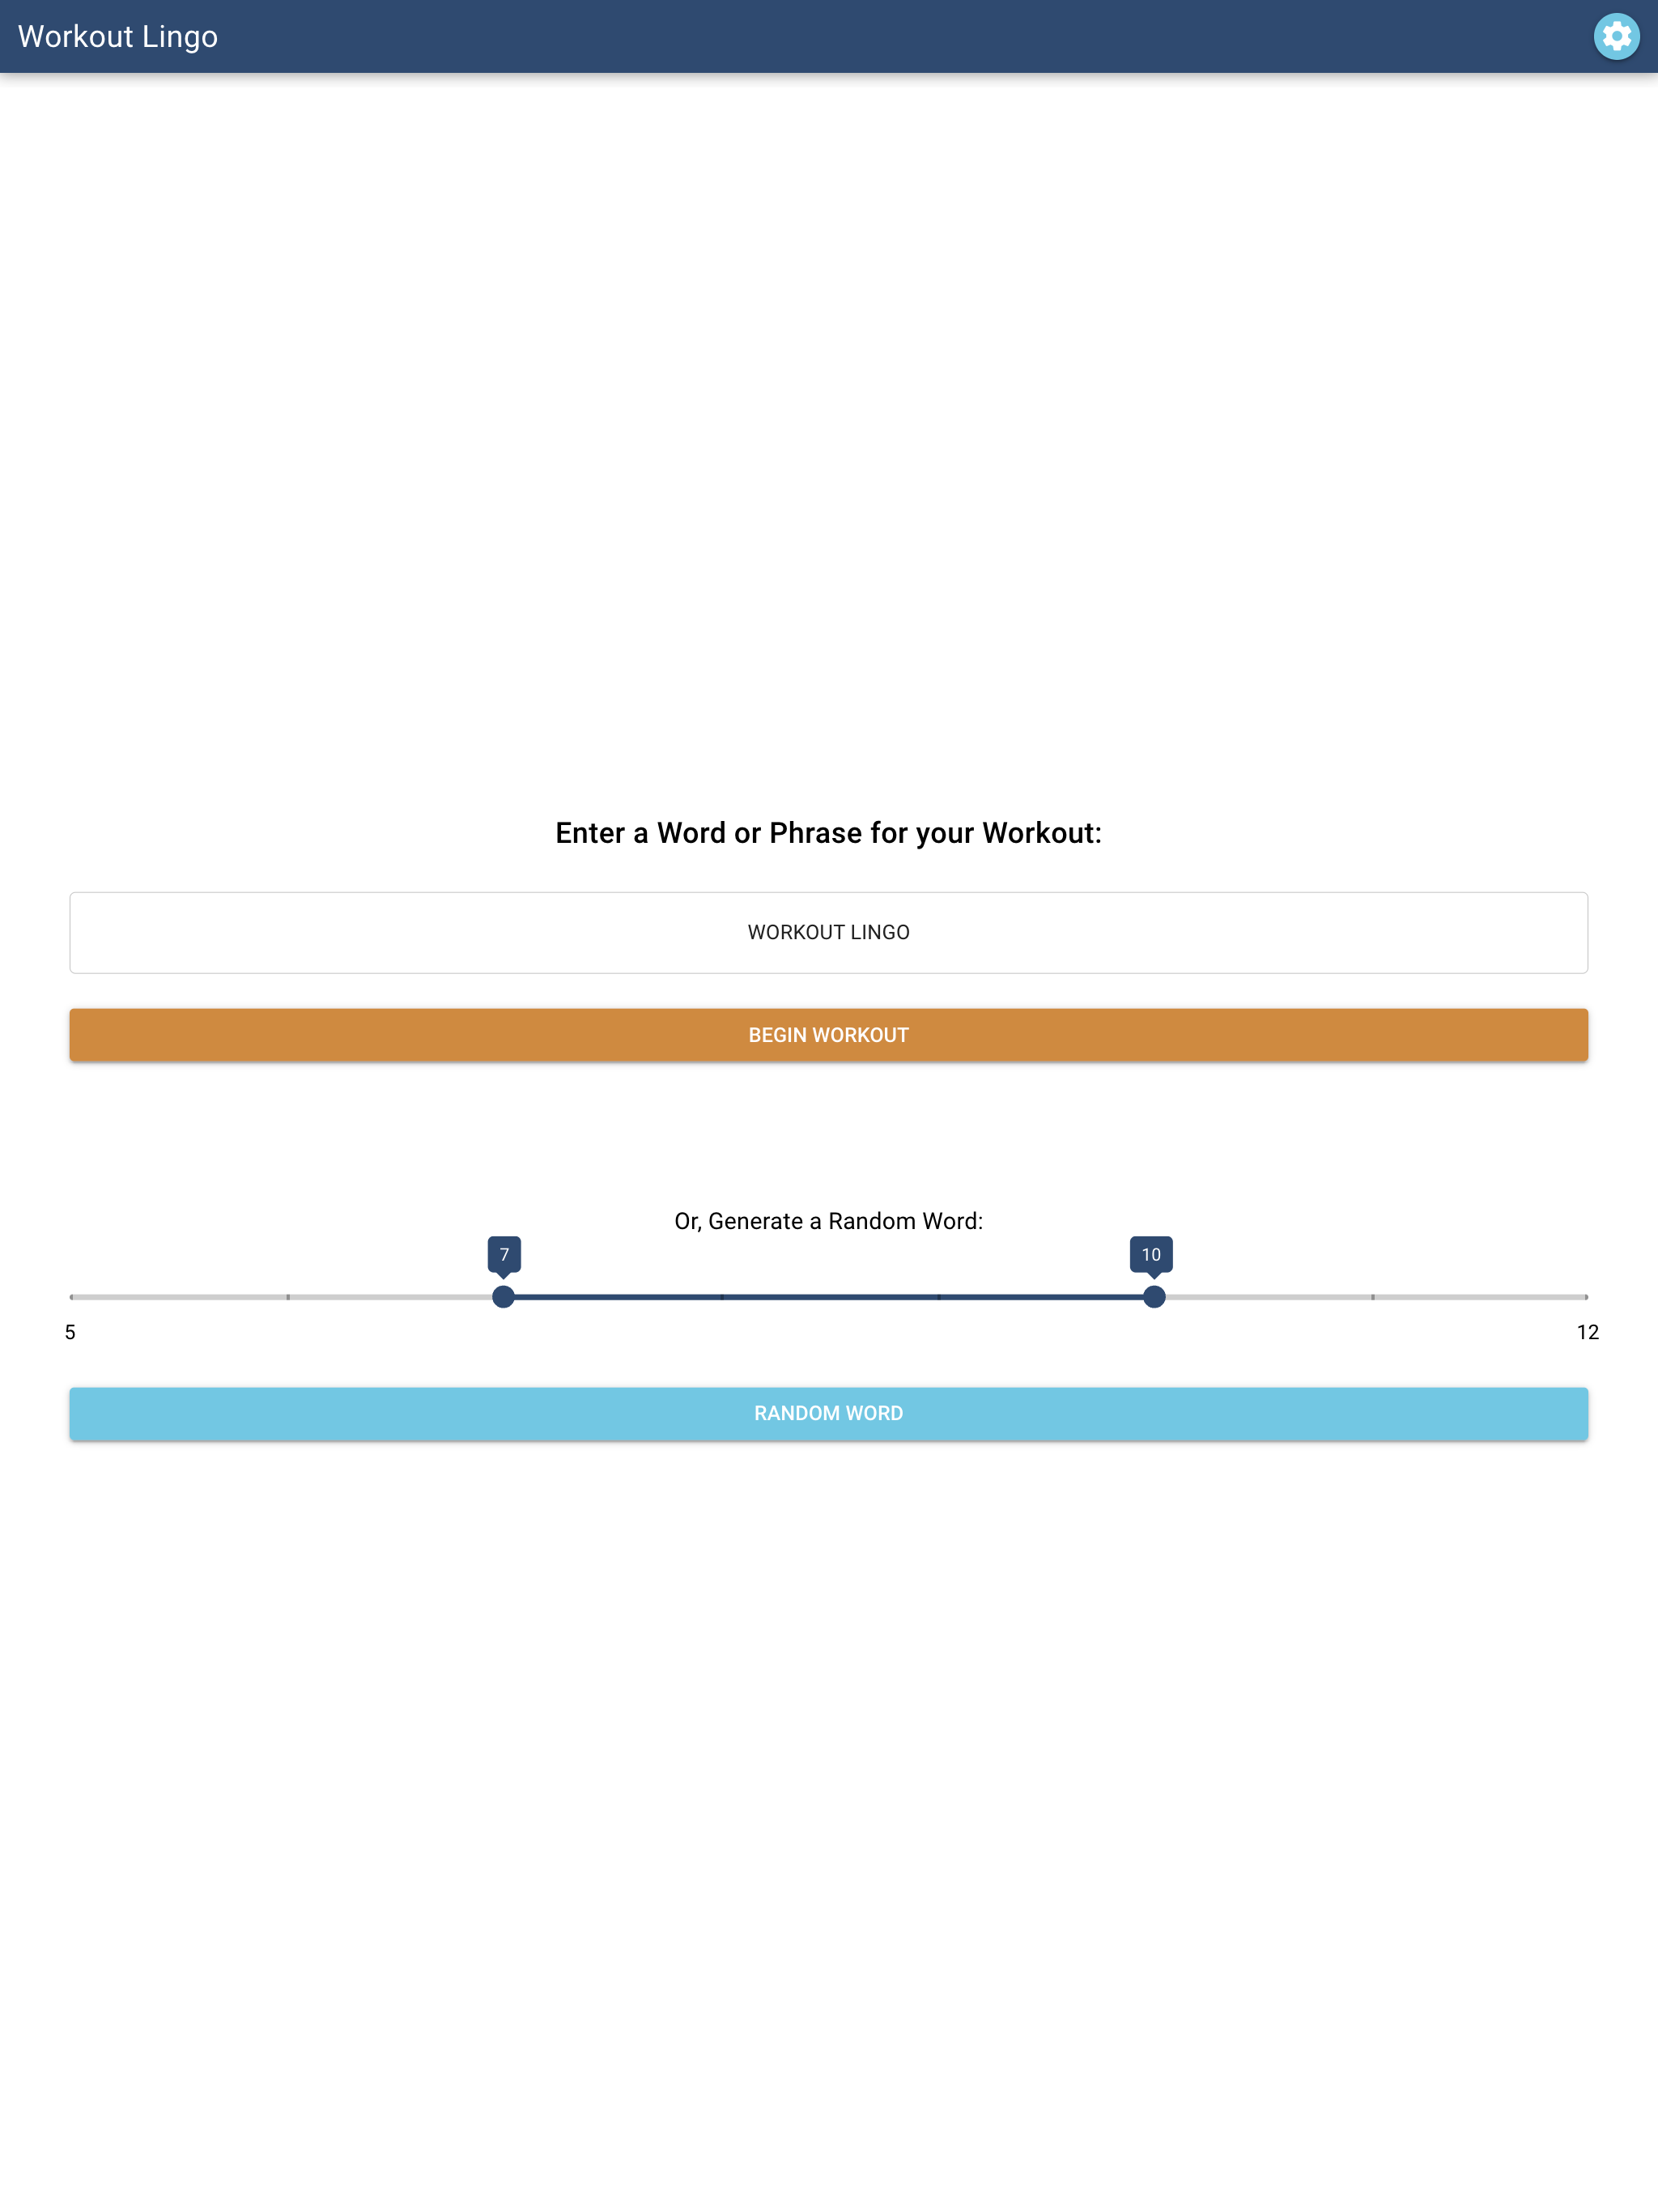 Workout Lingo
Enter a Word or Phrase for your Workout:
WORKOUT LINGO
BEGIN WORKOUT
Or, Generate a Random Word:
7 10
5 12
RANDOM WORD